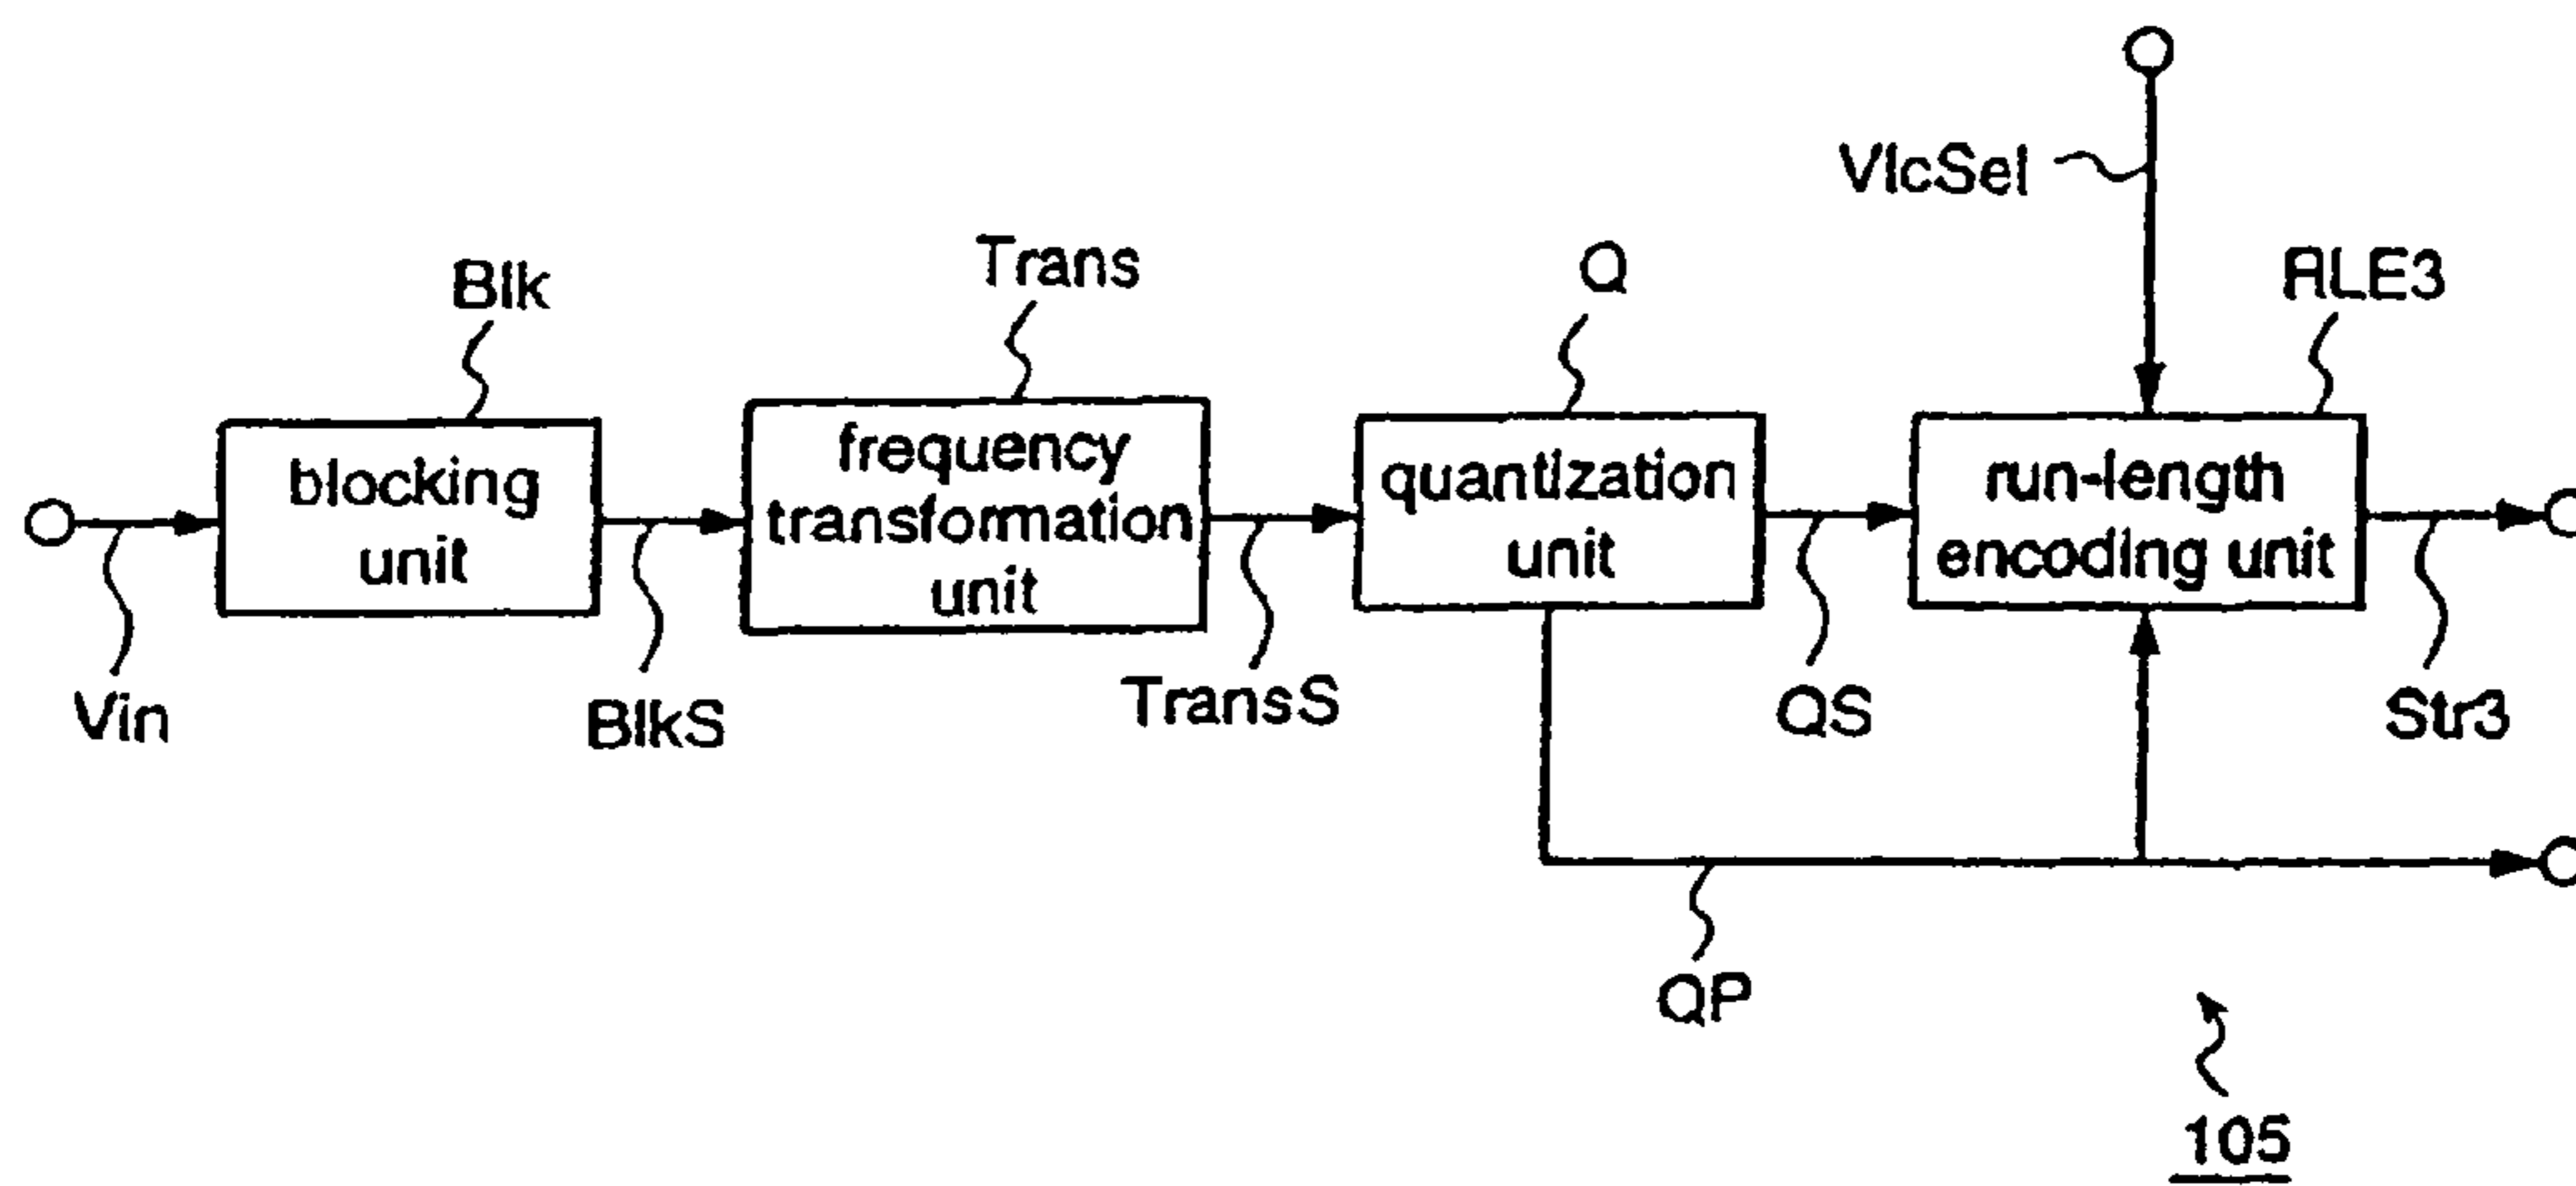 VlcSel
Blk
Trans
Q
RLE3
blocking
unit
frequency
transformation
unit
quantization
unit
run-length
encoding unit
Vin
BlkS
TransS
QS
Str3
QP
105